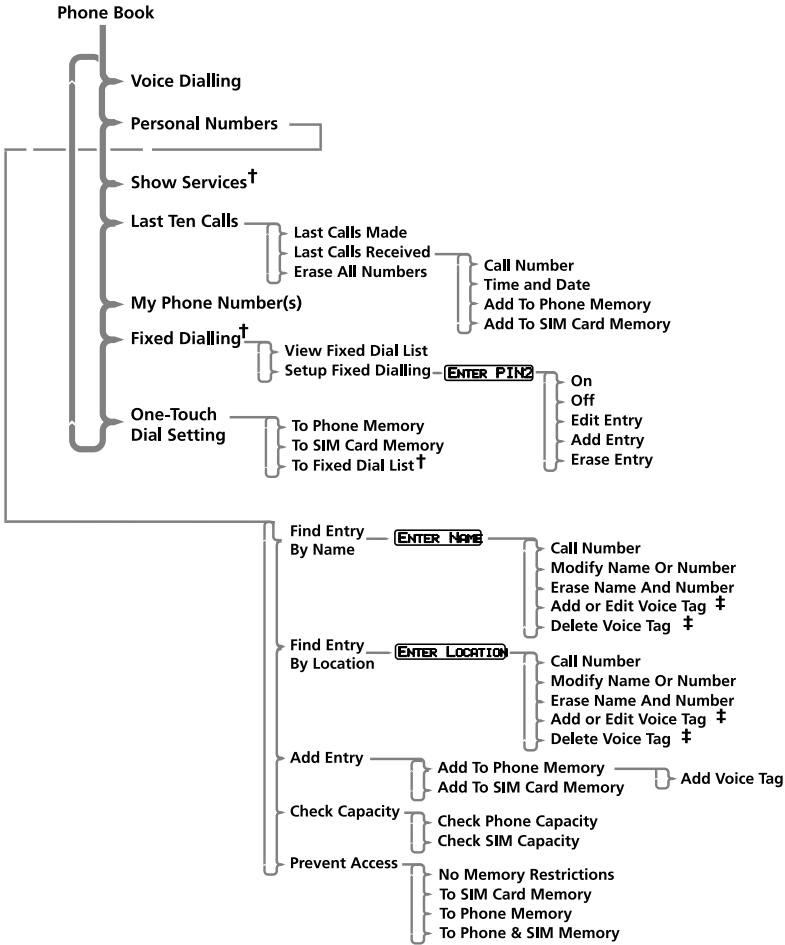 Phone Book
Voice Dialling
Personal Numbers
Show Services†
Last Ten Calls
Last Calls Made
Last Calls Received
Erase All Numbers
Call Number
Time and Date
Add To Phone Memory
Add To SIM Card Memory
My Phone Number(s)
Fixed Dialling†
View Fixed Dial List
Setup Fixed Dialling
ENTER PIN2
On
Off
Edit Entry
Add Entry
Erase Entry
One-Touch
Dial Setting
To Phone Memory
To SIM Card Memory
To Fixed Dial List†
Find Entry
By Name
ENTER NAME
Call Number
Modify Name Or Number
Erase Name And Number
Add or Edit Voice Tag ‡
Delete Voice Tag ‡
Find Entry
By Location
ENTER LOCATION
Call Number
Modify Name Or Number
Erase Name And Number
Add or Edit Voice Tag ‡
Delete Voice Tag ‡
Add Entry
Add To Phone Memory
Add To SIM Card Memory
Add Voice Tag
Check Capacity
Check Phone Capacity
Check SIM Capacity
Prevent Access
No Memory Restrictions
To SIM Card Memory
To Phone Memory
To Phone & SIM Memory